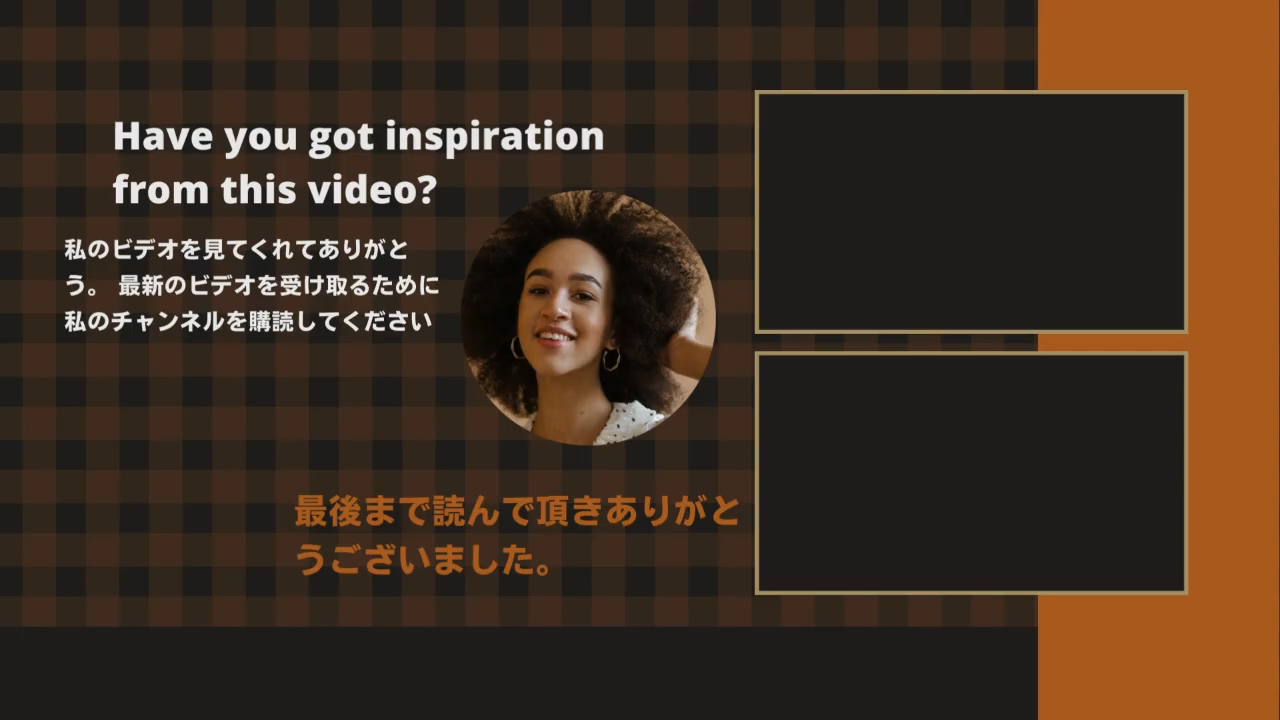 Have you got inspiration
from this video?
私のビデオを見てくれてありがと
う。 最新のビデオを受け取るために
私のチャンネルを購読してください
最後まで読んで頂きありがと
うございました。